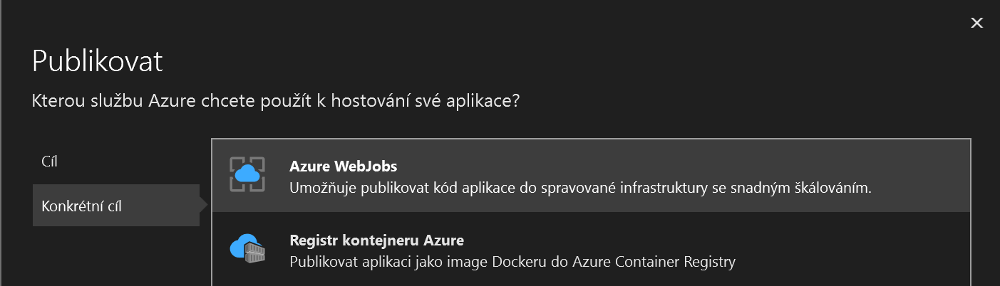 Publikovat
Kterou službu Azure chcete použít k hostování své aplikace?
Cíl
Konkrétní cíl
Azure WebJobs
Umožňuje publikovat kód aplikace do spravované infrastruktury se snadným škálováním.
Registr kontejneru Azure
Publikovat aplikaci jako image Dockeru do Azure Container Registry